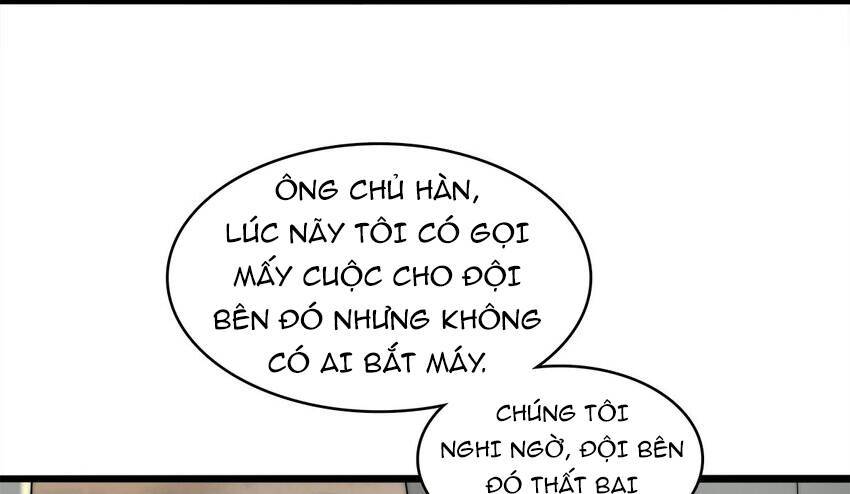 ÔNG CHỦ HÀN,
LÚC NÃY TÔI CÓ GỌI
MẤY CUỘC CHO ĐỘI
BÊN ĐÓ NHƯNG KHÔNG
CÓ AI BẮT MÁY.
CHÚNG TÔI
NGHI NGỜ, ĐỘI BÊN
ĐÓ THẤT BẠI